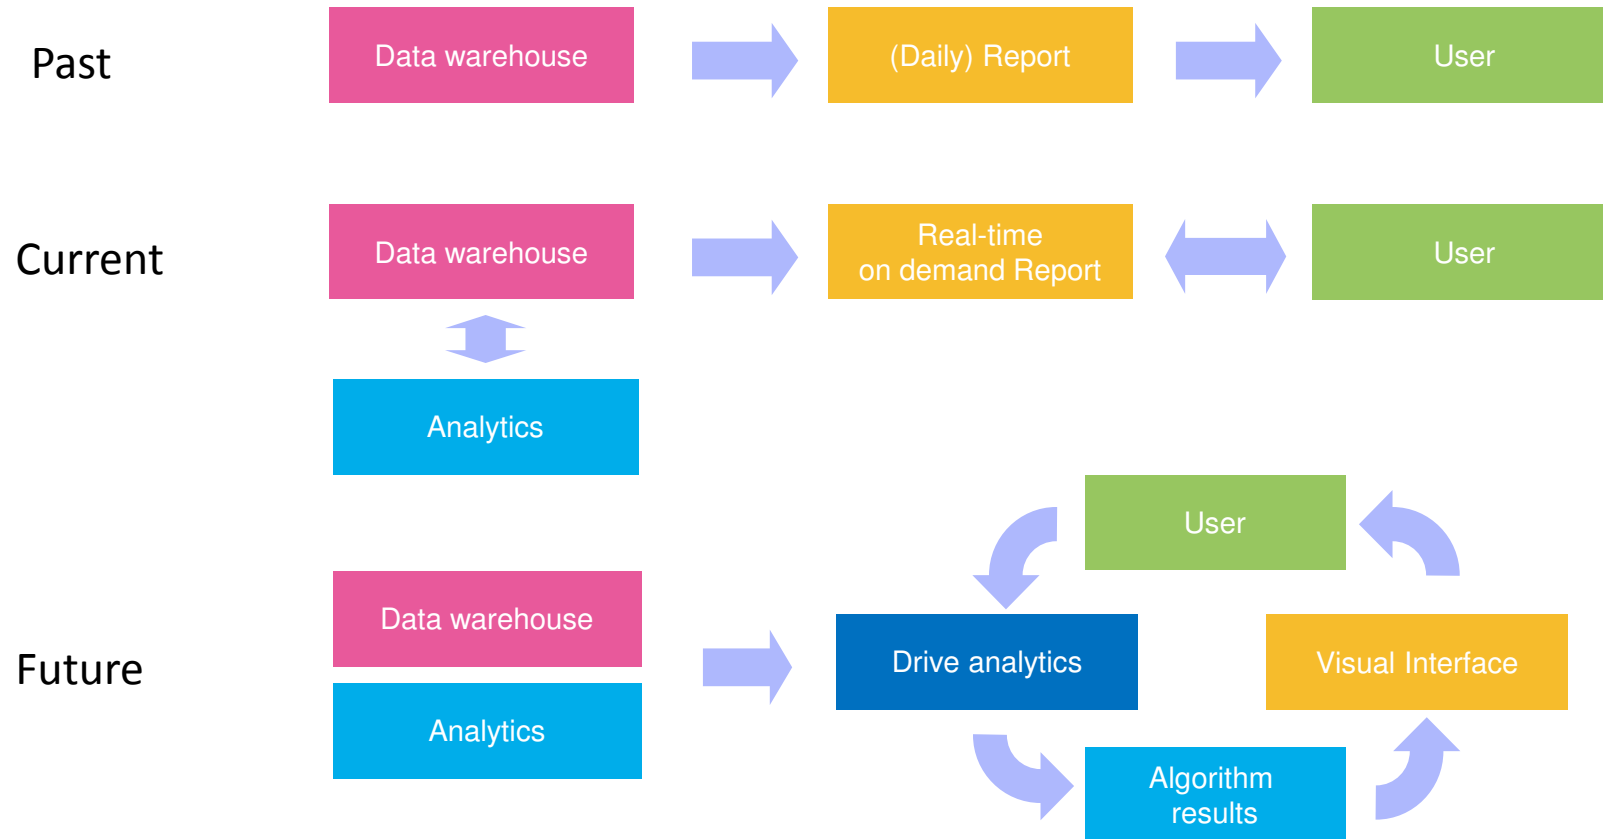 Past
Data warehouse
(Daily) Report
User
Current
Data warehouse
Real-time
on demand Report
User
Analytics
Future
Data warehouse
Analytics
User
Drive analytics
Visual Interface
Algorithm
results